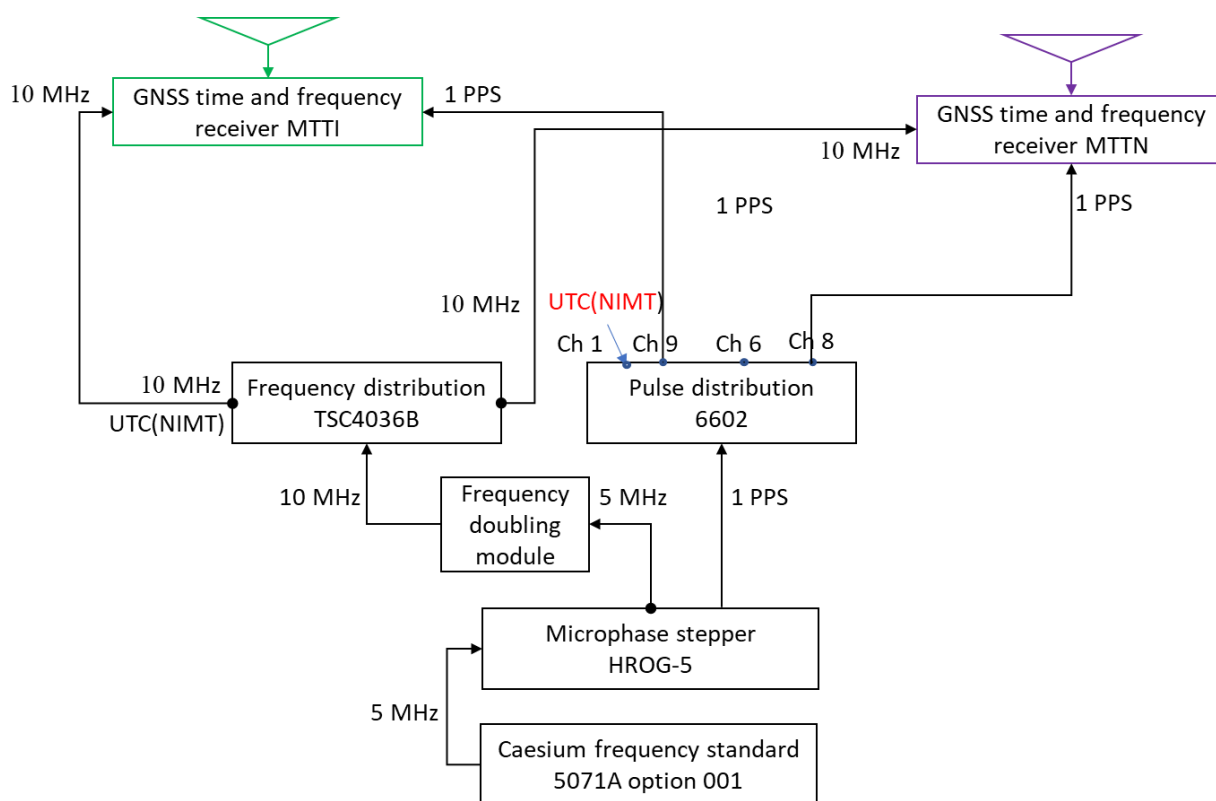 10 MHz
GNSS time and frequency
receiver MTTI
1 PPS
GNSS time and frequency
receiver MTTN
10 MHz
1 PPS
1 PPS
10 MHz
UTC(NIMT)
Ch 1
Ch 9
Ch 6
Ch 8
10 MHz
UTC(NIMT)
Frequency distribution
TSC4036B
Pulse distribution
6602
10 MHz
Frequency
doubling
module
5 MHz
1 PPS
Microphase stepper
HROG-5
5 MHz
Caesium frequency standard
5071A option 001